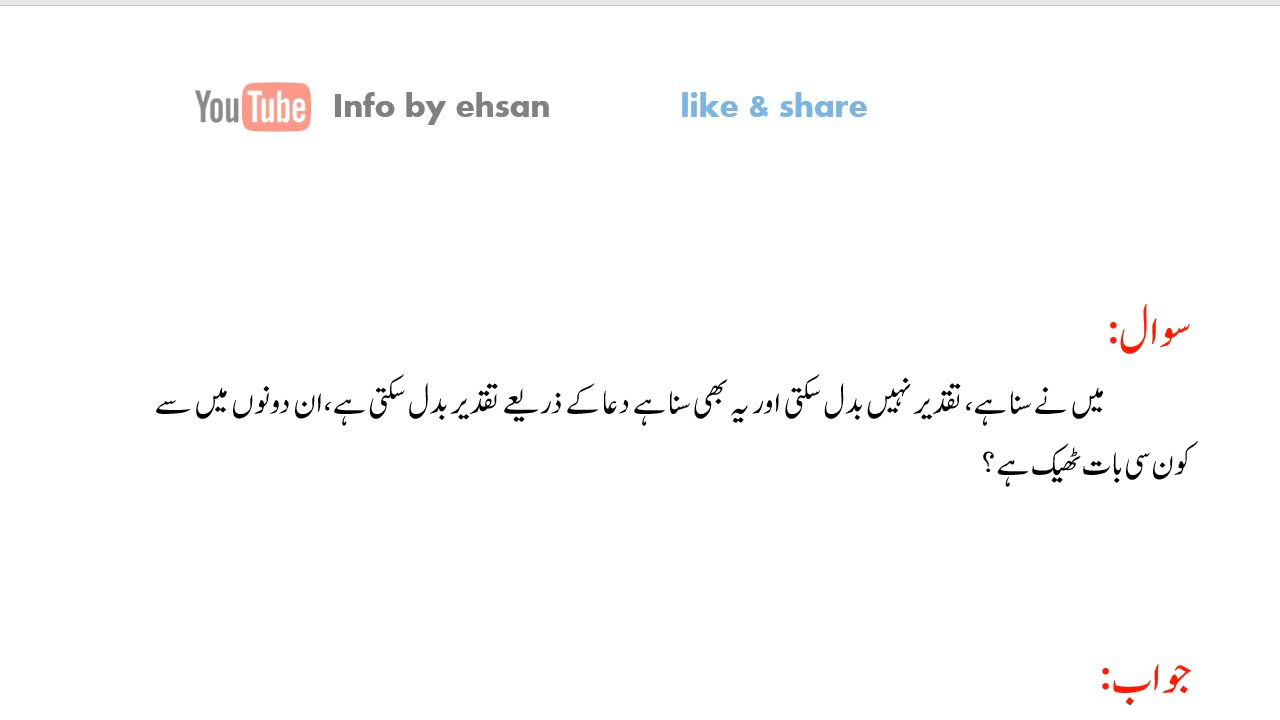 YouTube Info by ehsan like & share
سوال:
میں نے سنا ہے، تقدیر نہیں بدل سکتی اور یہ بھی سنا ہے دعا کے ذریعے تقدیر بدل سکتی ہے، ان دونوں میں سے
کون سی بات ٹھیک ہے؟
جواب: